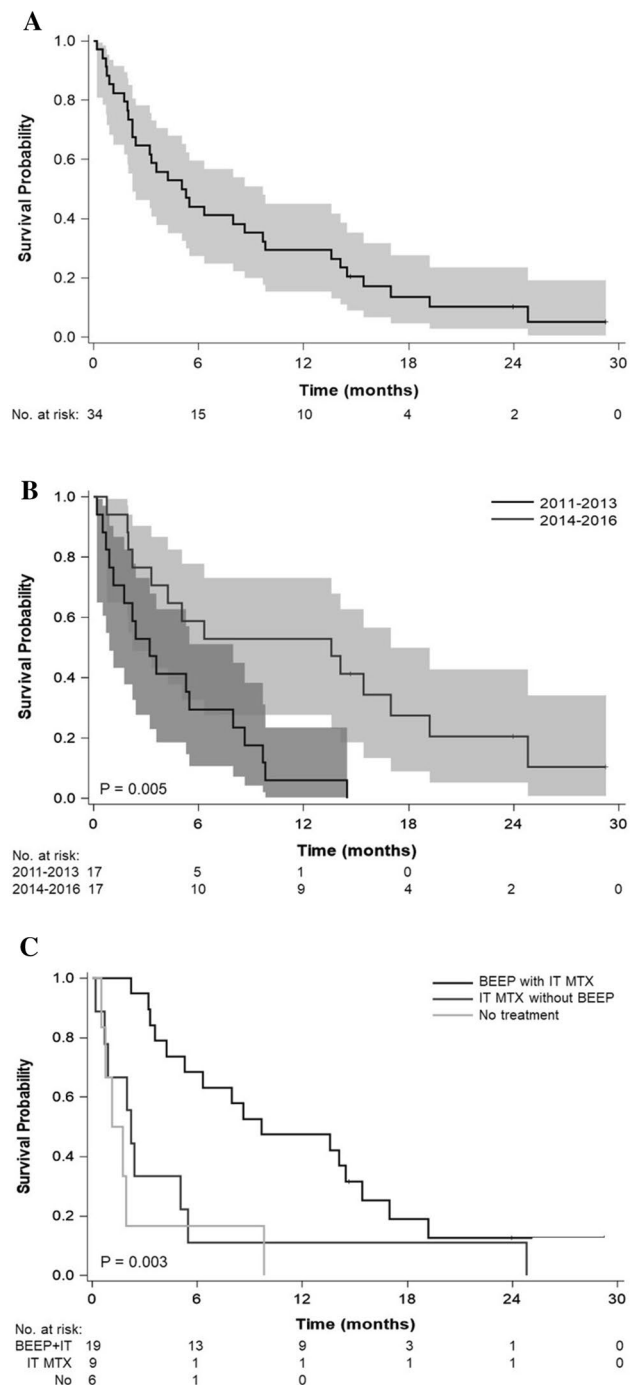 A
1.0
0.8
0.6
0.4
0.2
0.0
Survival Probability
0 6 12 18 24 30
Time (months)
No. at risk: 34 15 10 4 2 0
B
1.0
0.8
0.6
0.4
0.2
0.0
Survival Probability
2011-2013
2014-2016
P = 0.005
0 6 12 18 24 30
Time (months)
No. at risk:
2011-2013 17 5 1 0
2014-2016 17 10 9 4 2 0
C
1.0
0.8
0.6
0.4
0.2
0.0
Survival Probability
BEEP with IT MTX
IT MTX without BEEP
No treatment
P = 0.003
0 6 12 18 24 30
Time (months)
No. at risk:
BEEP+IT 19 13 9 3 1 0
IT MTX 9 1 1 1 1 0
No 6 1 0